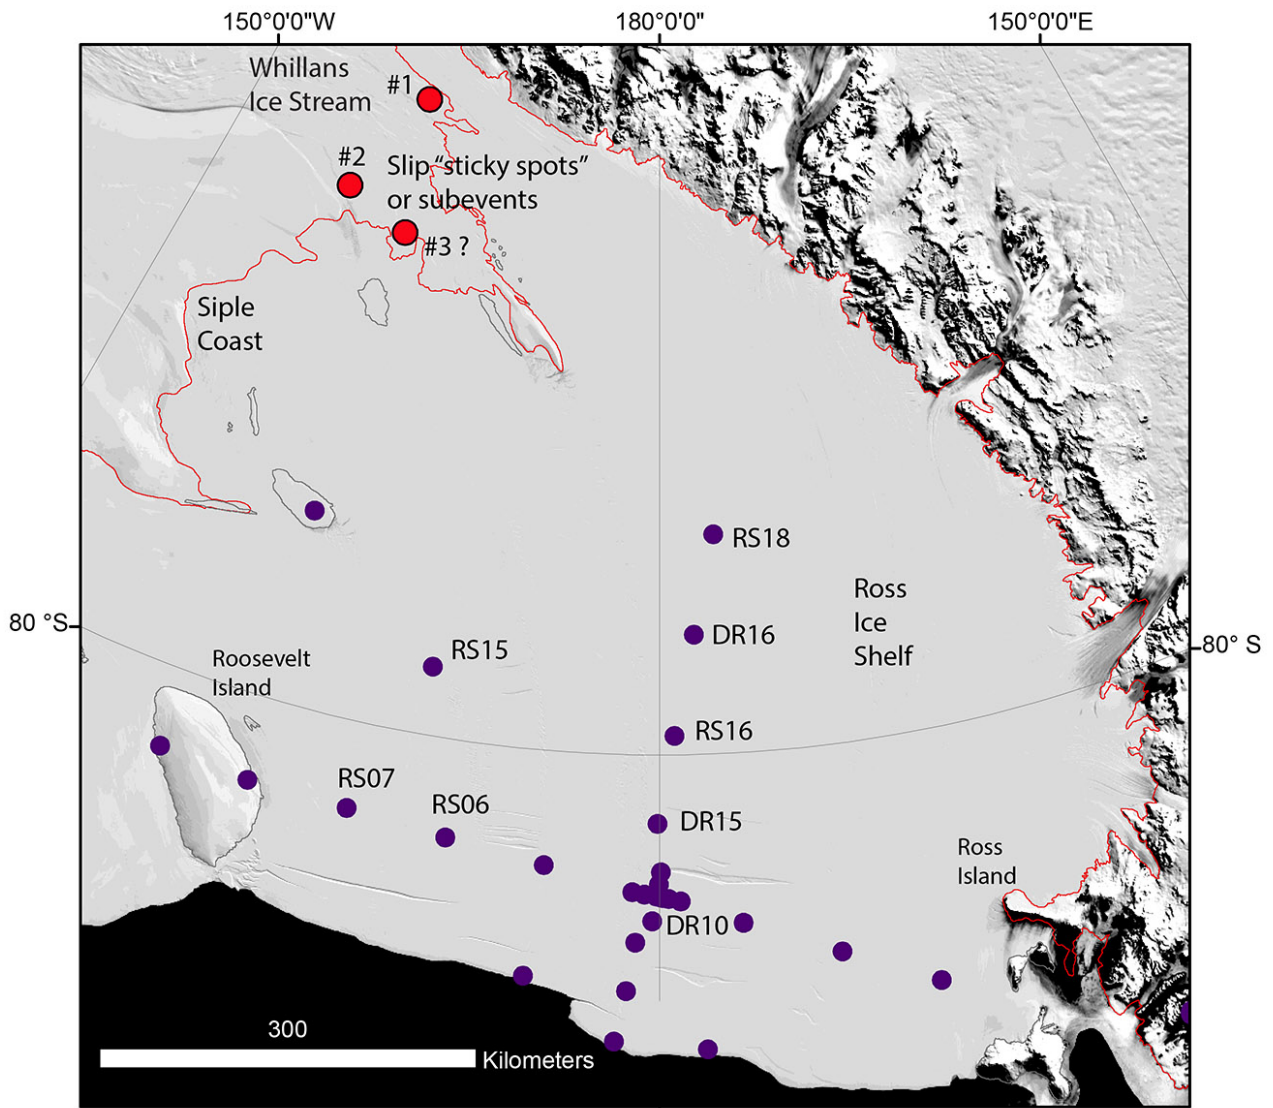 150°0'0"W
180°0'0"
150°0'0"E
Whillans
Ice Stream
#1
#2
Slip "sticky spots"
or subevents
#3 ?
Siple
Coast
RS18
Ross
Ice
Shelf
80 °S
DR16
80° S
RS15
Roosevelt
Island
RS16
RS07
RS06
DR15
Ross
Island
DR10
300
Kilometers